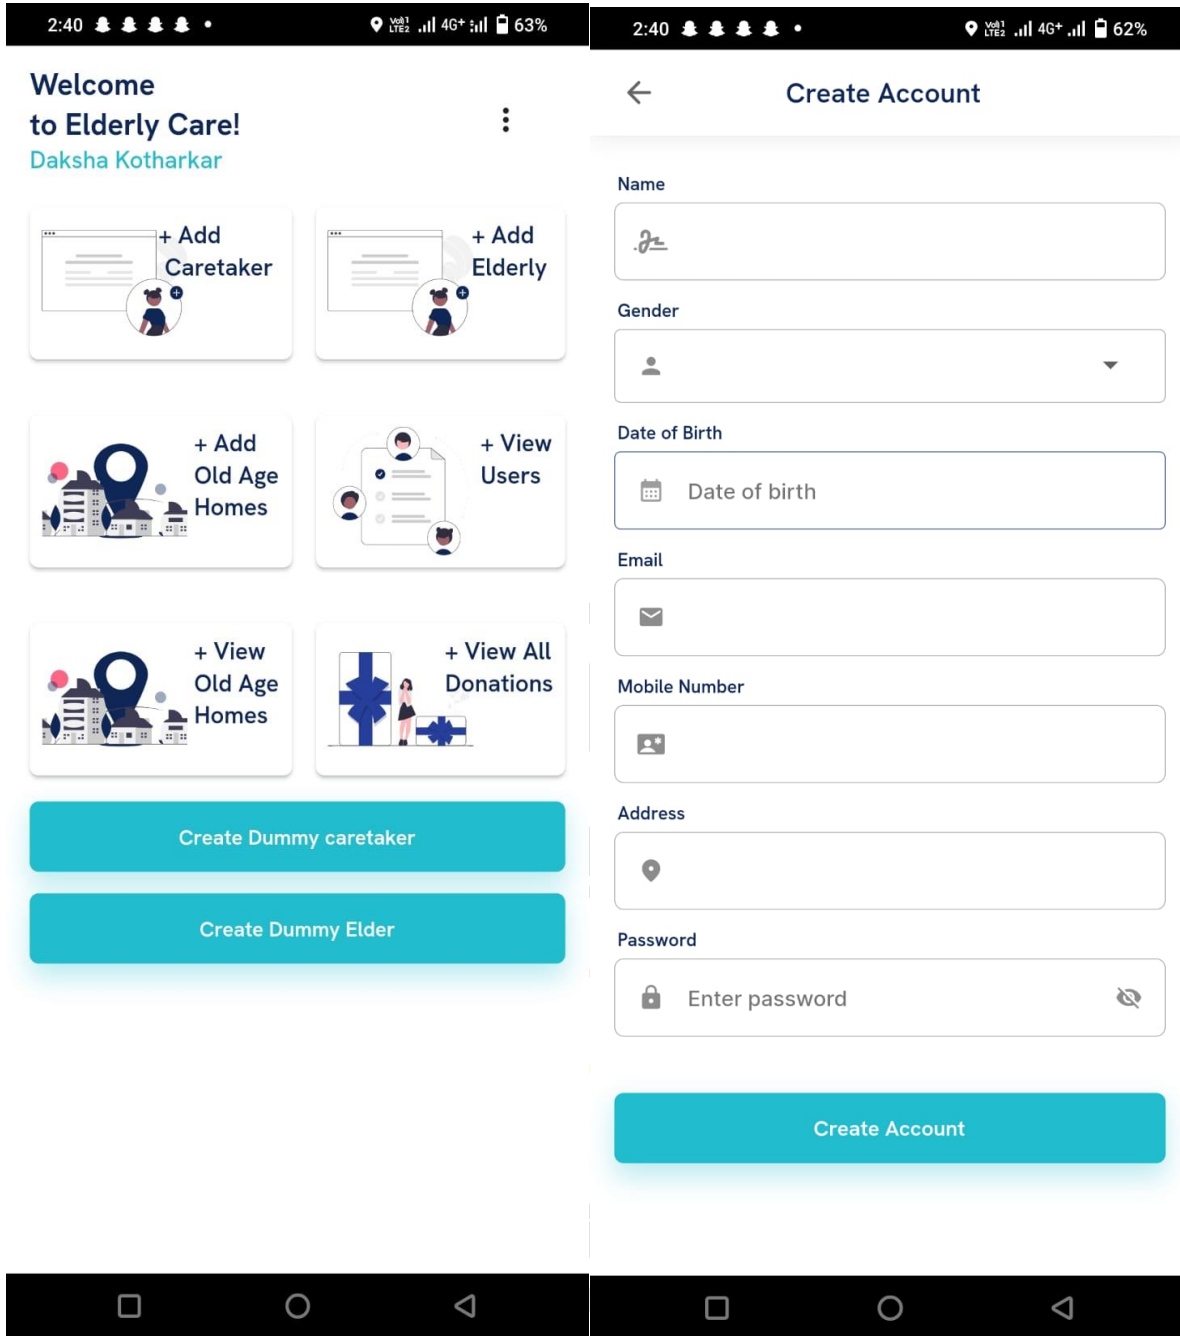 2:40
4G+
63%
Welcome
to Elderly Care!
Daksha Kotharkar
+ Add
Caretaker
+ Add
Elderly
+ Add
Old Age
Homes
+ View
Users
+ View
Old Age
Homes
+ View All
Donations
Create Dummy caretaker
Create Dummy Elder
2:40
4G+
62%
Create Account
Name
Gender
Date of Birth
Date of birth
Email
Mobile Number
Address
Password
Enter password
Create Account